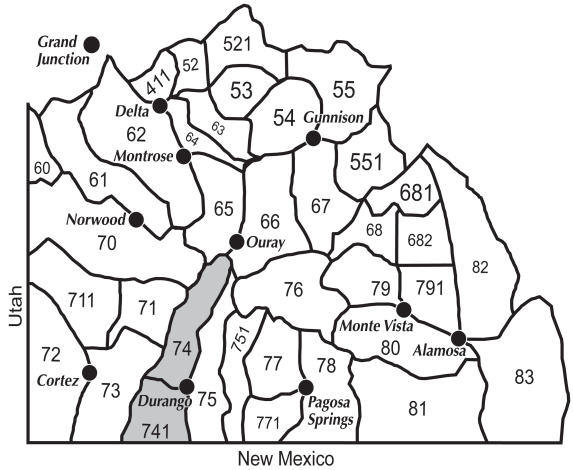 Grand
Junction
521
52
411
53
55
Delta
54
Gunnison
62
63
64
Montrose
551
60
61
681
65
66
67
Norwood
68
682
70
Ouray
82
76
79
791
711
71
Utah
Monte Vista
751
74
80
Alamosa
72
77
78
83
Cortez
73
Durango
75
Pagosa
Springs
81
771
741
New Mexico